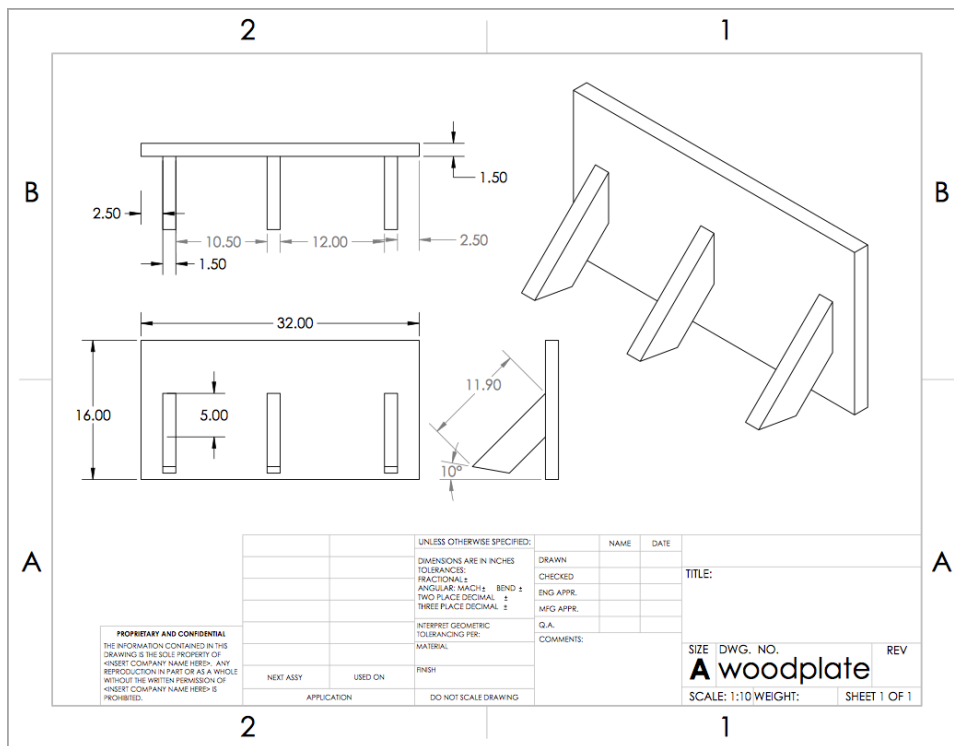 2 1
B B
1.50
2.50
10.50 12.00 2.50
1.50
32.00
16.00 5.00 11.90
10°
A A
UNLESS OTHERWISE SPECIFIED:
DIMENSIONS ARE IN INCHES
TOLERANCES:
FRACTIONAL ±
ANGULAR: MACH ± BEND ±
TWO PLACE DECIMAL ±
THREE PLACE DECIMAL ±
INTERPRET GEOMETRIC
TOLERANCING PER:
MATERIAL
FINISH
DO NOT SCALE DRAWING
NAME DATE
DRAWN
CHECKED
ENG APPR.
MFG APPR.
Q.A.
COMMENTS:
TITLE:
SIZE DWG. NO. REV
A woodplate
SCALE: 1:10 WEIGHT: SHEET 1 OF 1
PROPRIETARY AND CONFIDENTIAL
THE INFORMATION CONTAINED IN THIS
DRAWING IS THE SOLE PROPERTY OF
<INSERT COMPANY NAME HERE>. ANY
REPRODUCTION IN PART OR AS A WHOLE
WITHOUT THE WRITTEN PERMISSION OF
<INSERT COMPANY NAME HERE> IS
PROHIBITED.
NEXT ASSY USED ON
APPLICATION
2 1